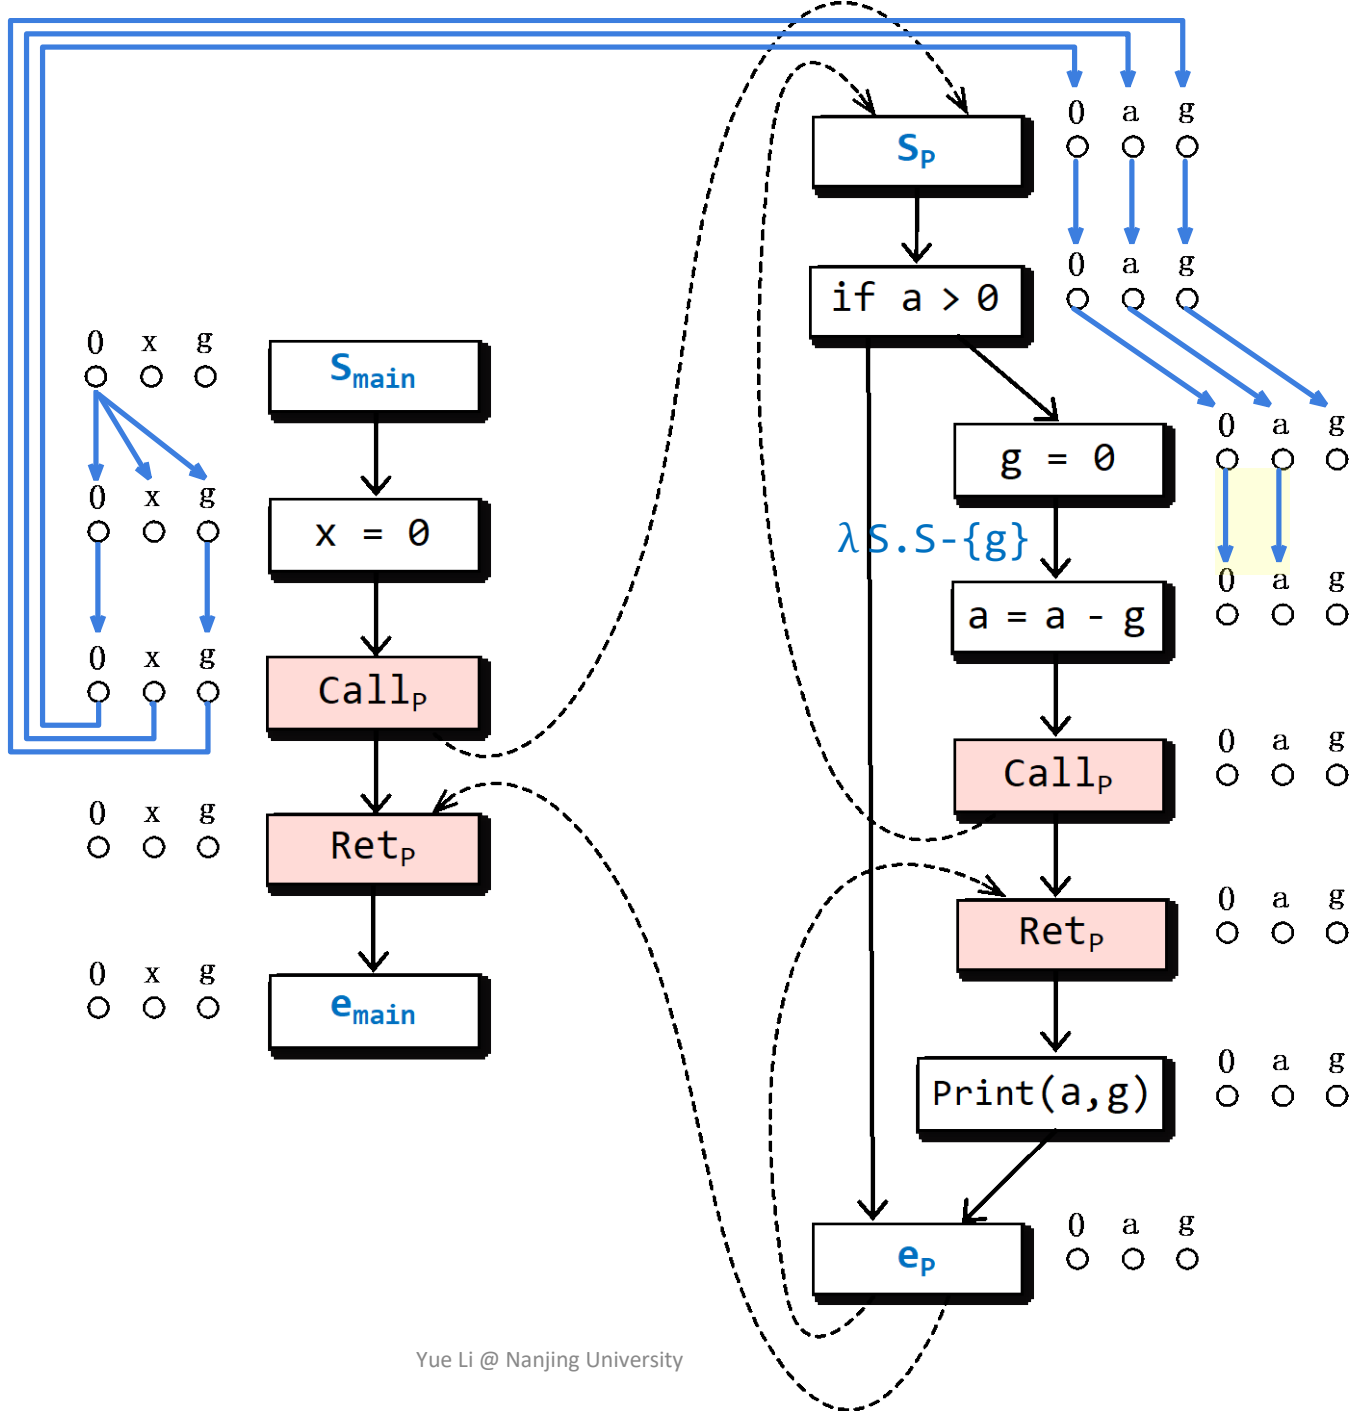 0 a g
S_P
0 a g
if a > 0
0 x g
S_main
0 a g
g = 0
0 x g
x = 0
λS.S-{g}
0 a g
a = a - g
0 x g
Call_P
0 a g
Call_P
0 x g
Ret_P
0 a g
Ret_P
0 x g
e_main
0 a g
Print(a,g)
0 a g
e_P
Yue Li @ Nanjing University